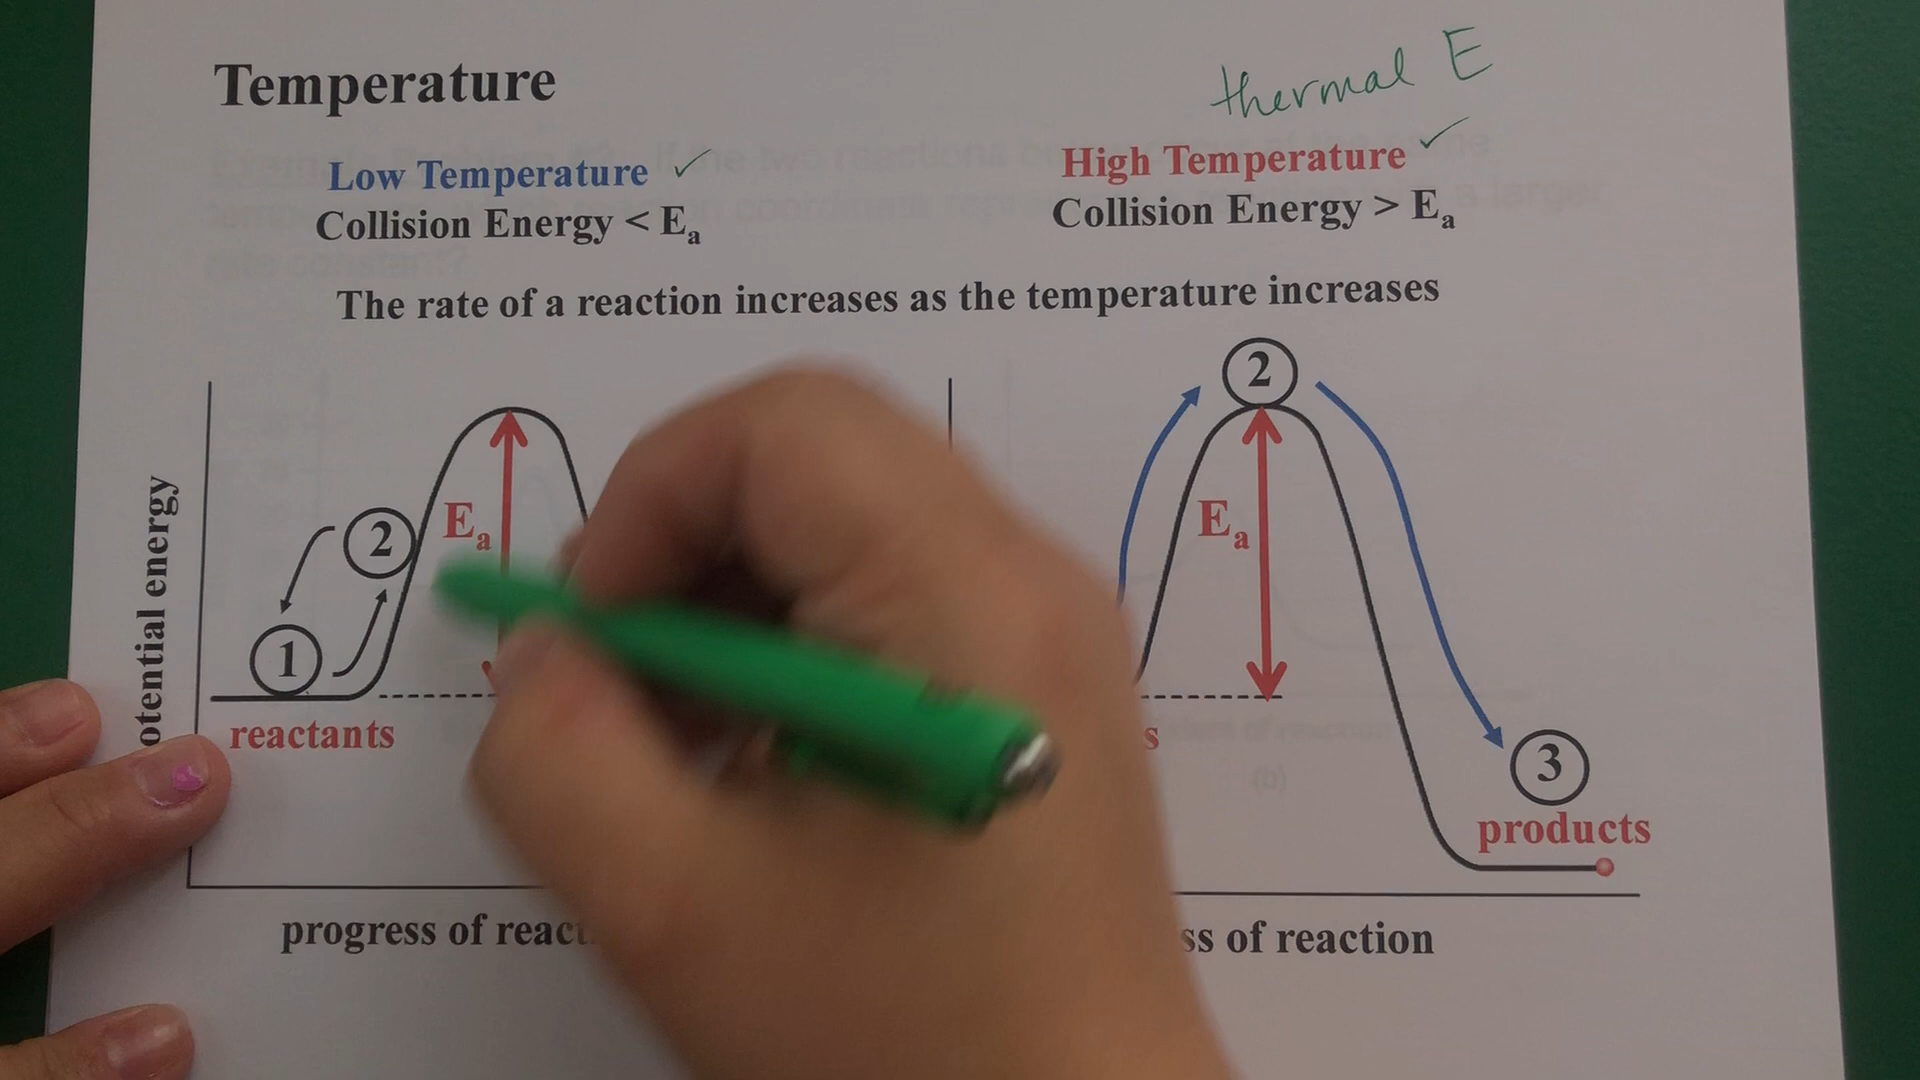 Temperature
thermal E
Low Temperature ✓
Collision Energy < Ea
High Temperature ✓
Collision Energy > Ea
The rate of a reaction increases as the temperature increases
otential energy
2
1
Ea
reactants
progress of react
2
Ea
s
3
products
ss of reaction